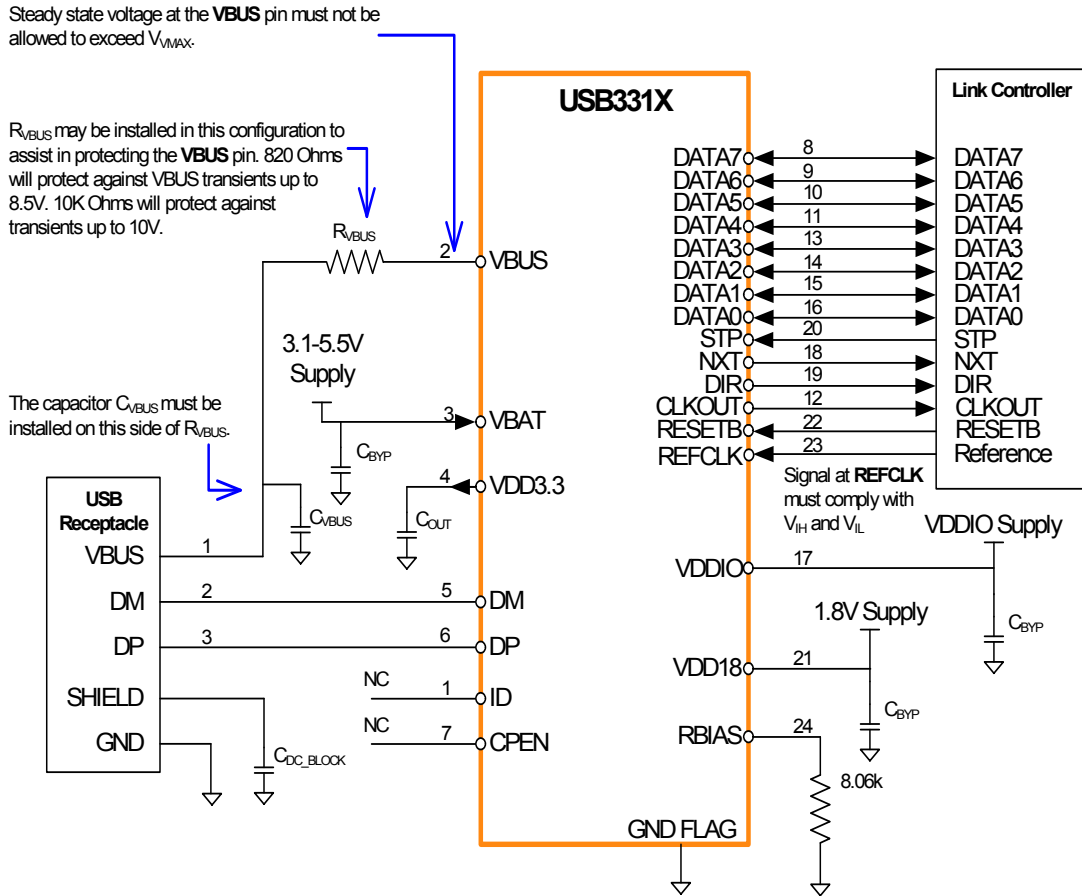 Steady state voltage at the VBUS pin must not be
allowed to exceed VVMAX.
RVBUS may be installed in this configuration to
assist in protecting the VBUS pin. 820 Ohms
will protect against VBUS transients up to
8.5V. 10K Ohms will protect against
transients up to 10V.
RVBUS
2
VBUS
3.1-5.5V
Supply
The capacitor CVBUS must be
installed on this side of RVBUS.
3
VBAT
CBYP
4
VDD3.3
CVBUS
COUT
USB
Receptacle
VBUS
1
DM
2
5
DM
DP
3
6
DP
SHIELD
NC
1
ID
GND
NC
7
CPEN
CDC_BLOCK
USB331X
Link Controller
DATA7
8
DATA7
DATA6
9
DATA6
DATA5
10
DATA5
DATA4
11
DATA4
DATA3
13
DATA3
DATA2
14
DATA2
DATA1
15
DATA1
DATA0
16
DATA0
STP
20
STP
NXT
18
NXT
DIR
19
DIR
CLKOUT
12
CLKOUT
RESETB
22
RESETB
REFCLK
23
Reference
Signal at REFCLK
must comply with
VIH and VIL
VDDIO Supply
VDDIO
17
CBYP
1.8V Supply
VDD18
21
CBYP
RBIAS
24
8.06k
GND FLAG